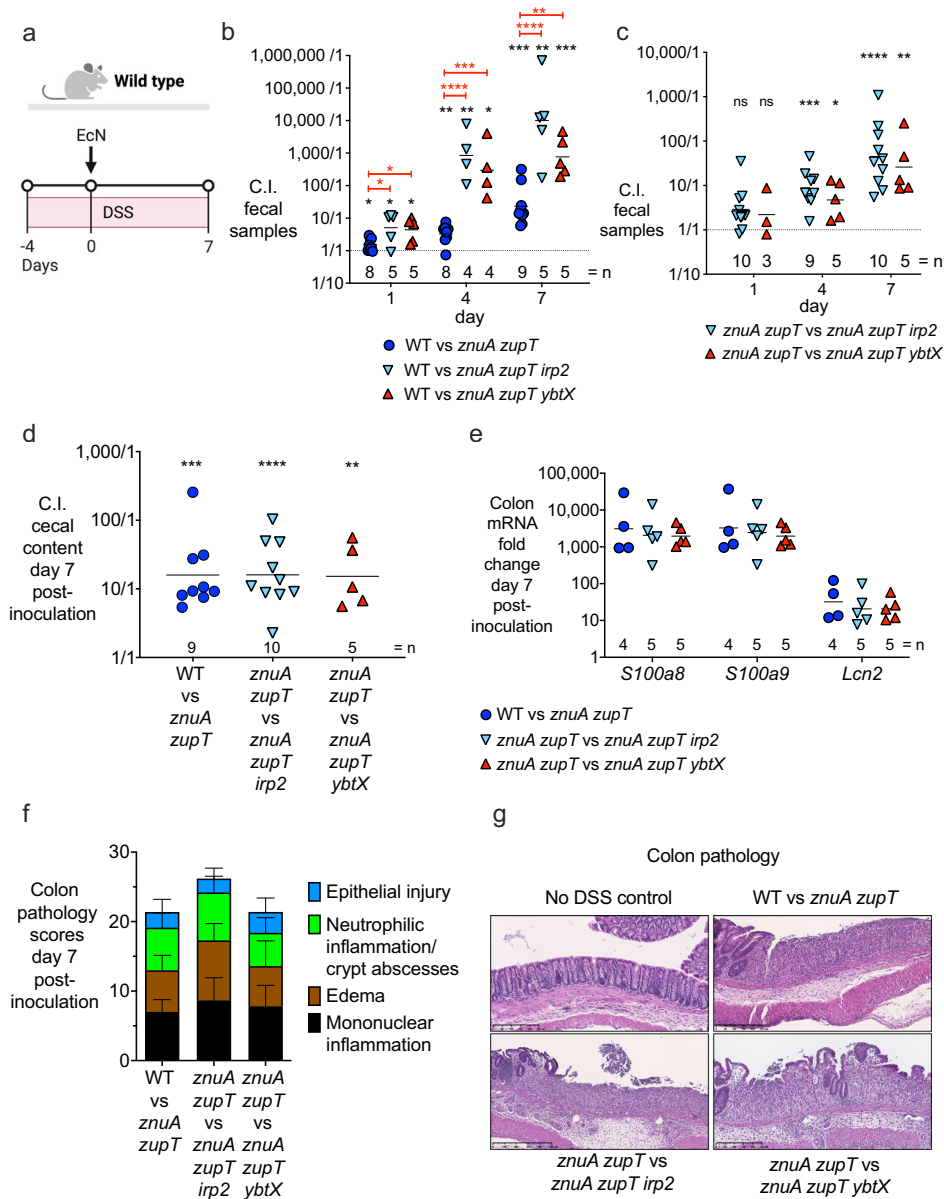 a
Wild type
EcN
DSS
-4 0 7
Days
b
C.I.
fecal
samples
1,000,000/1
100,000/1
10,000 /1
1,000/1
100/1
10/1
1/1
1/10
* * *
* *
** ** *
**** ***
*** ** ***
**** **
8 5 5 8 4 4 9 5 5 = n
1 4 7
day
WT vs znuA zupT
WT vs znuA zupT irp2
WT vs znuA zupT ybtX
c
C.I.
fecal
samples
10,000/1
1,000/1
100/1
10/1
1/1
1/10
ns ns *** * **** **
10 3 9 5 10 5 = n
1 4 7
day
znuA zupT vs znuA zupT irp2
znuA zupT vs znuA zupT ybtX
d
C.I.
cecal
content
day 7
post-
inoculation
1,000/1
100/1
10/1
1/1
*** **** **
9 10 5 = n
WT
vs
znuA
zupT
znuA
zupT
vs
znuA
zupT
irp2
znuA
zupT
vs
znuA
zupT
ybtX
e
Colon
mRNA
fold
change
day 7
post-
inoculation
100,000
10,000
1,000
100
10
1
4 5 5 4 5 5 4 5 5 = n
S100a8 S100a9 Lcn2
WT vs znuA zupT
znuA zupT vs znuA zupT irp2
znuA zupT vs znuA zupT ybtX
f
Colon
pathology
scores
day 7
post-
inoculation
30
20
10
0
WT
vs
znuA
zupT
znuA
zupT
vs
znuA
zupT
irp2
znuA
zupT
vs
znuA
zupT
ybtX
Epithelial injury
Neutrophilic
inflammation/
crypt abscesses
Edema
Mononuclear
inflammation
g
Colon pathology
No DSS control
WT vs znuA zupT
znuA zupT vs
znuA zupT irp2
znuA zupT vs
znuA zupT ybtX